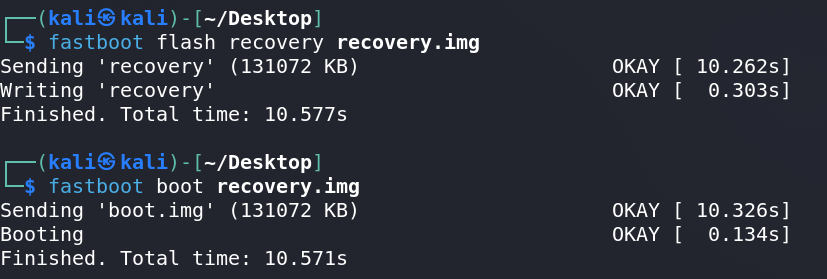 ┌──(kali㉿kali)-[~/Desktop]
└─$ fastboot flash recovery recovery.img
Sending 'recovery' (131072 KB) OKAY [ 10.262s]
Writing 'recovery' OKAY [ 0.303s]
Finished. Total time: 10.577s
┌──(kali㉿kali)-[~/Desktop]
└─$ fastboot boot recovery.img
Sending 'boot.img' (131072 KB) OKAY [ 10.326s]
Booting OKAY [ 0.134s]
Finished. Total time: 10.571s